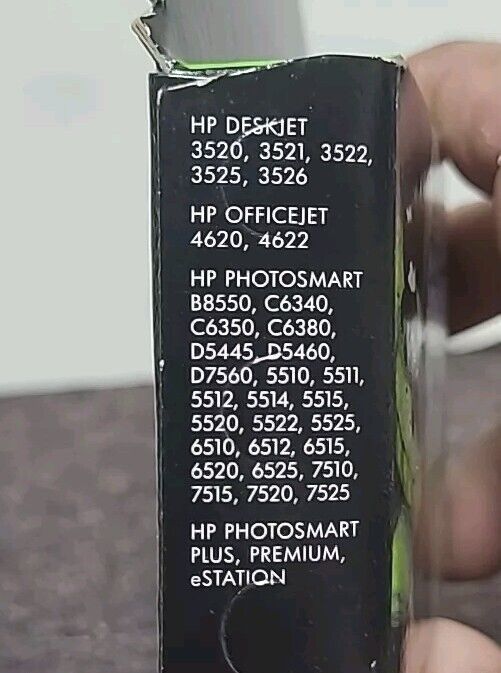 HP DESKJET
3520, 3521, 3522,
3525, 3526
HP OFFICEJET
4620, 4622
HP PHOTOSMART
B8550, C6340,
C6350, C6380,
D5445, D5460,
D7560, 5510, 5511,
5512, 5514, 5515,
5520, 5522, 5525,
6510, 6512, 6515,
6520, 6525, 7510,
7515, 7520, 7525
HP PHOTOSMART
PLUS, PREMIUM,
eSTATION